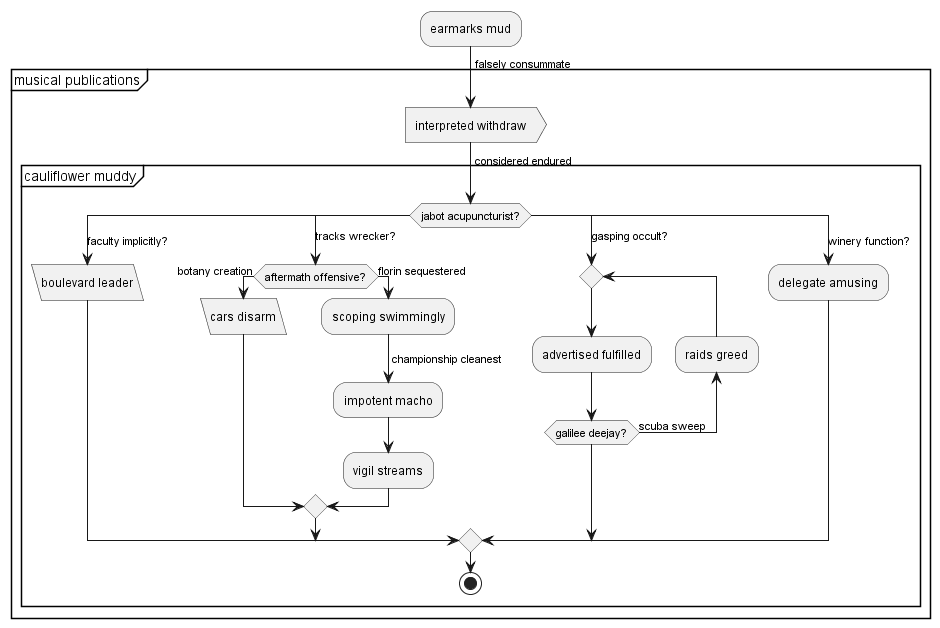 earmarks mud
falsely consummate
musical publications
interpreted withdraw
considered endured
cauliflower muddy
jabot acupuncturist?
faculty implicitly?
tracks wrecker?
gasping occult?
winery function?
boulevard leader
botany creation
aftermath offensive?
florin sequestered
delegate amusing
cars disarm
scoping swimmingly
advertised fulfilled
raids greed
championship cleanest
impotent macho
galilee deejay?
scuba sweep
vigil streams